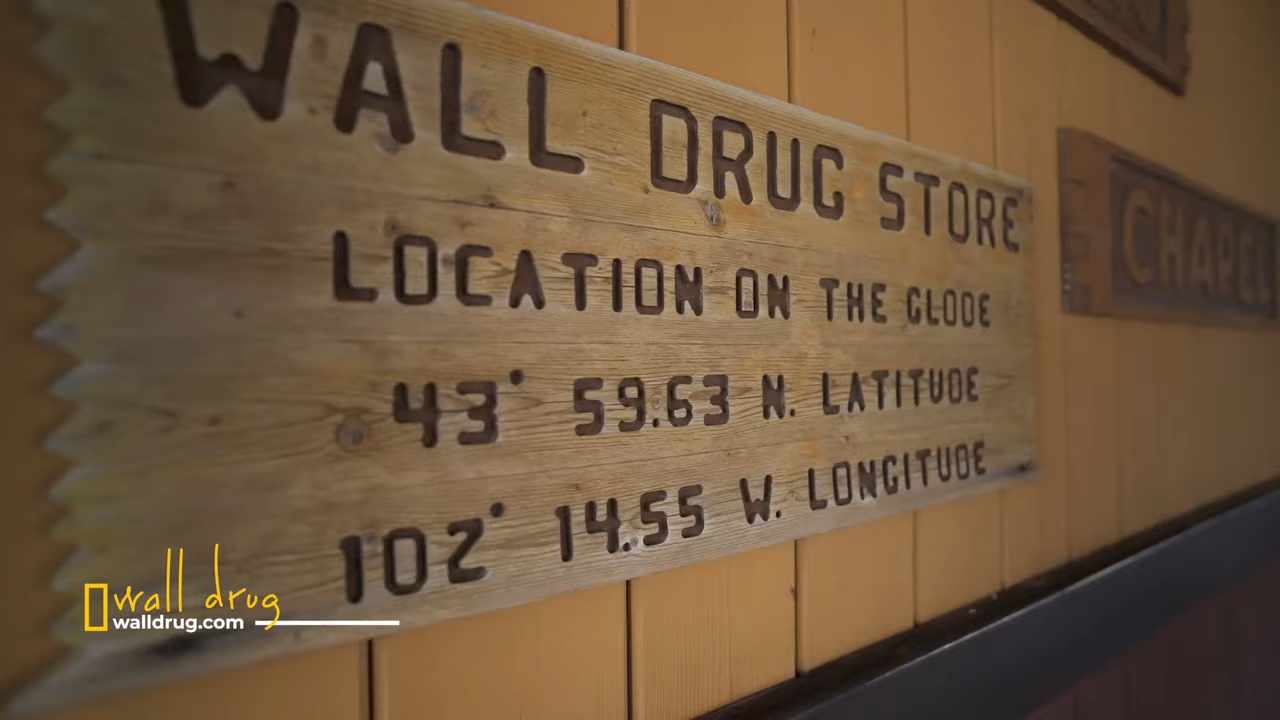 WALL DRUG STORE
LOCATION ON THE GLOBE
43° 59.63 N. LATITUDE
102° 14.55 W. LONGITUDE
CHAPEL
wall drug
walldrug.com